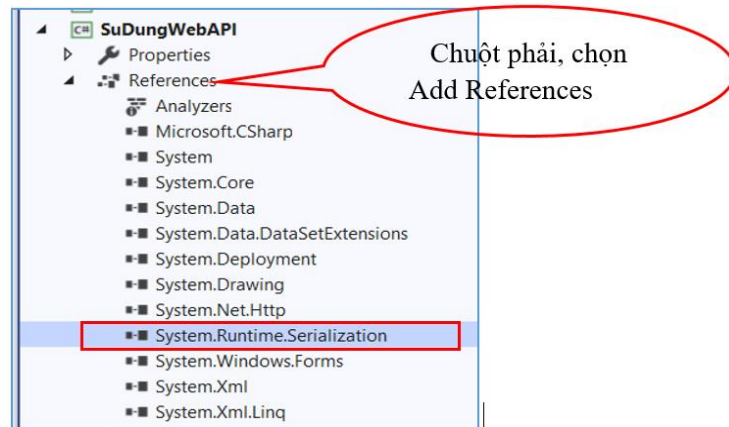 C# SuDungWebAPI
Properties
References
Chuột phải, chọn
Add References
Analyzers
Microsoft.CSharp
System
System.Core
System.Data
System.Data.DataSetExtensions
System.Deployment
System.Drawing
System.Net.Http
System.Runtime.Serialization
System.Windows.Forms
System.Xml
System.Xml.Linq